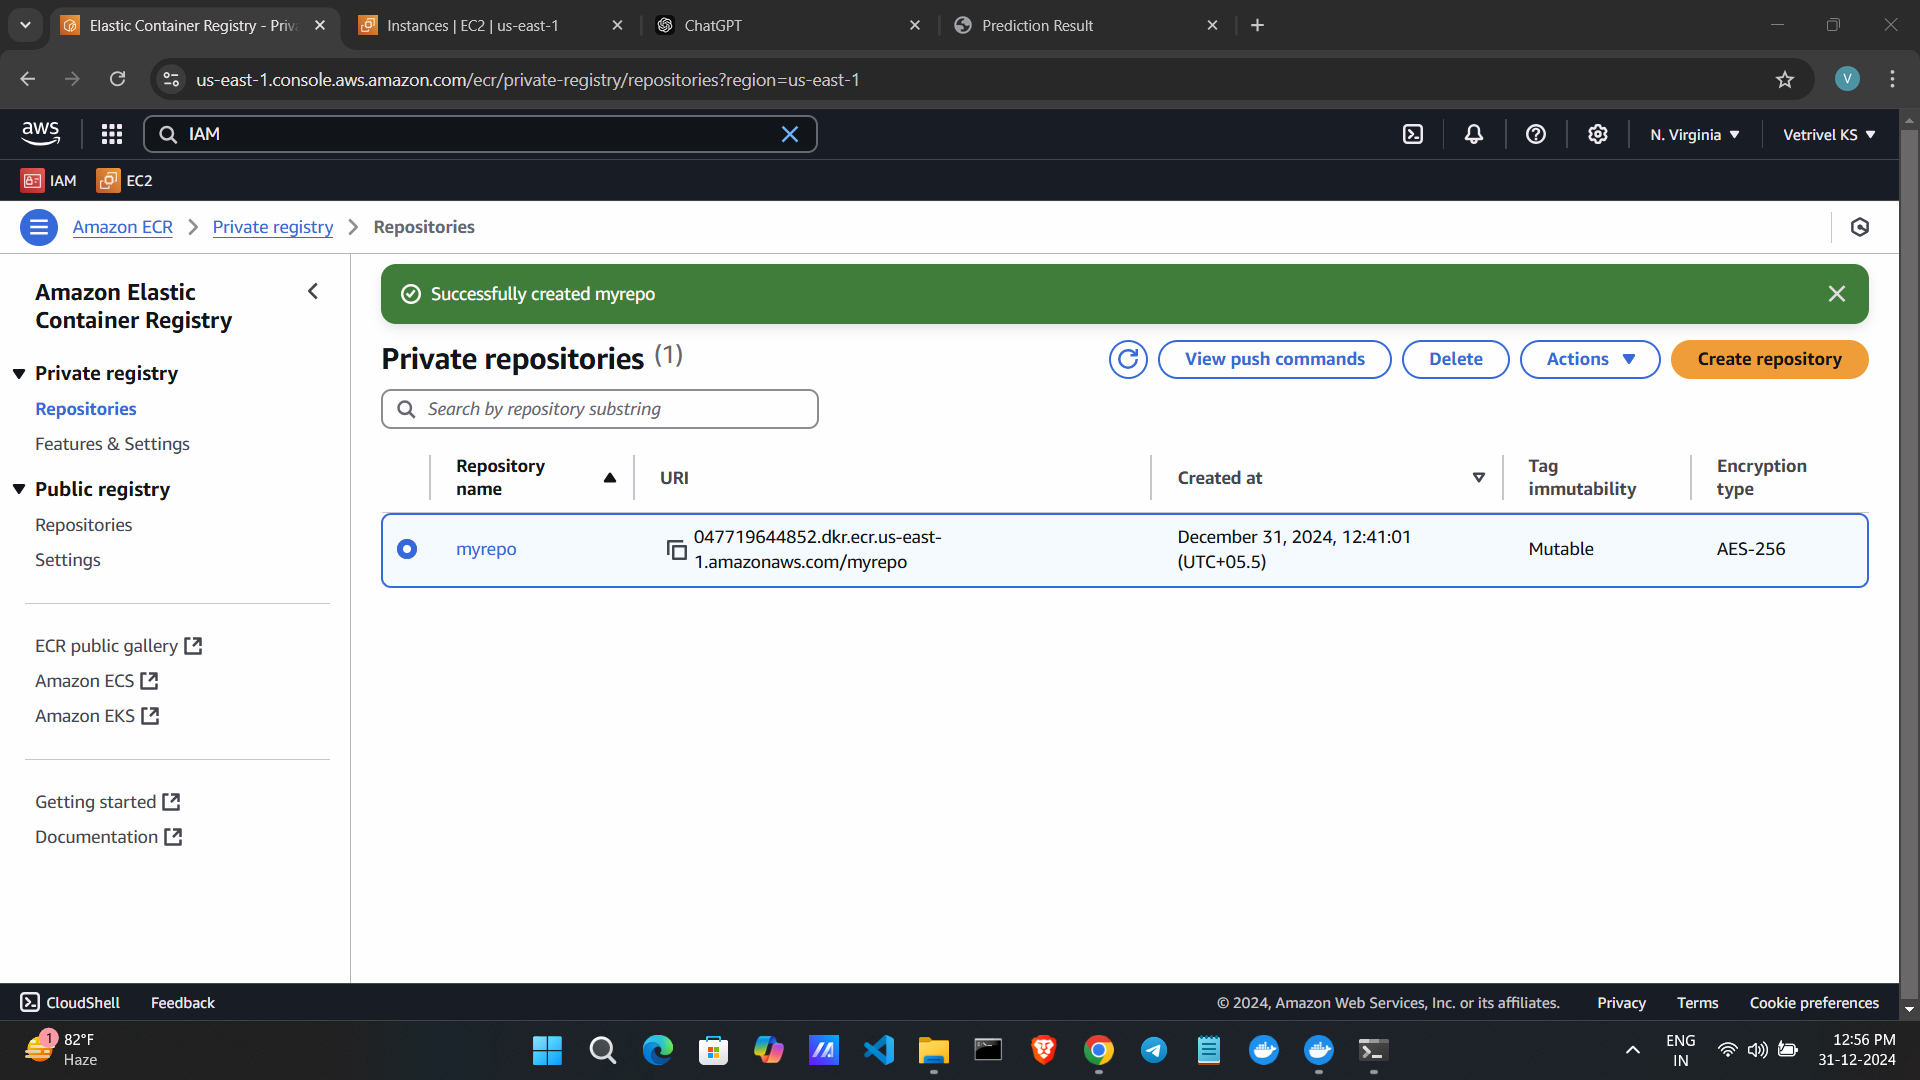 Elastic Container Registry - Priva
Instances | EC2 | us-east-1
ChatGPT
Prediction Result
us-east-1.console.aws.amazon.com/ecr/private-registry/repositories?region=us-east-1
V
aws
IAM
N. Virginia
Vetrivel KS
IAM
EC2
Amazon ECR
Private registry
Repositories
Amazon Elastic
Container Registry
Private registry
Repositories
Features & Settings
Public registry
Repositories
Settings
ECR public gallery
Amazon ECS
Amazon EKS
Getting started
Documentation
Successfully created myrepo
Private repositories (1)
View push commands
Delete
Actions
Create repository
Search by repository substring
Repository
name
URI
Created at
Tag
immutability
Encryption
type
myrepo
047719644852.dkr.ecr.us-east-
1.amazonaws.com/myrepo
December 31, 2024, 12:41:01
(UTC+05.5)
Mutable
AES-256
CloudShell
Feedback
© 2024, Amazon Web Services, Inc. or its affiliates.
Privacy
Terms
Cookie preferences
1
82°F
Haze
ENG
IN
12:56 PM
31-12-2024